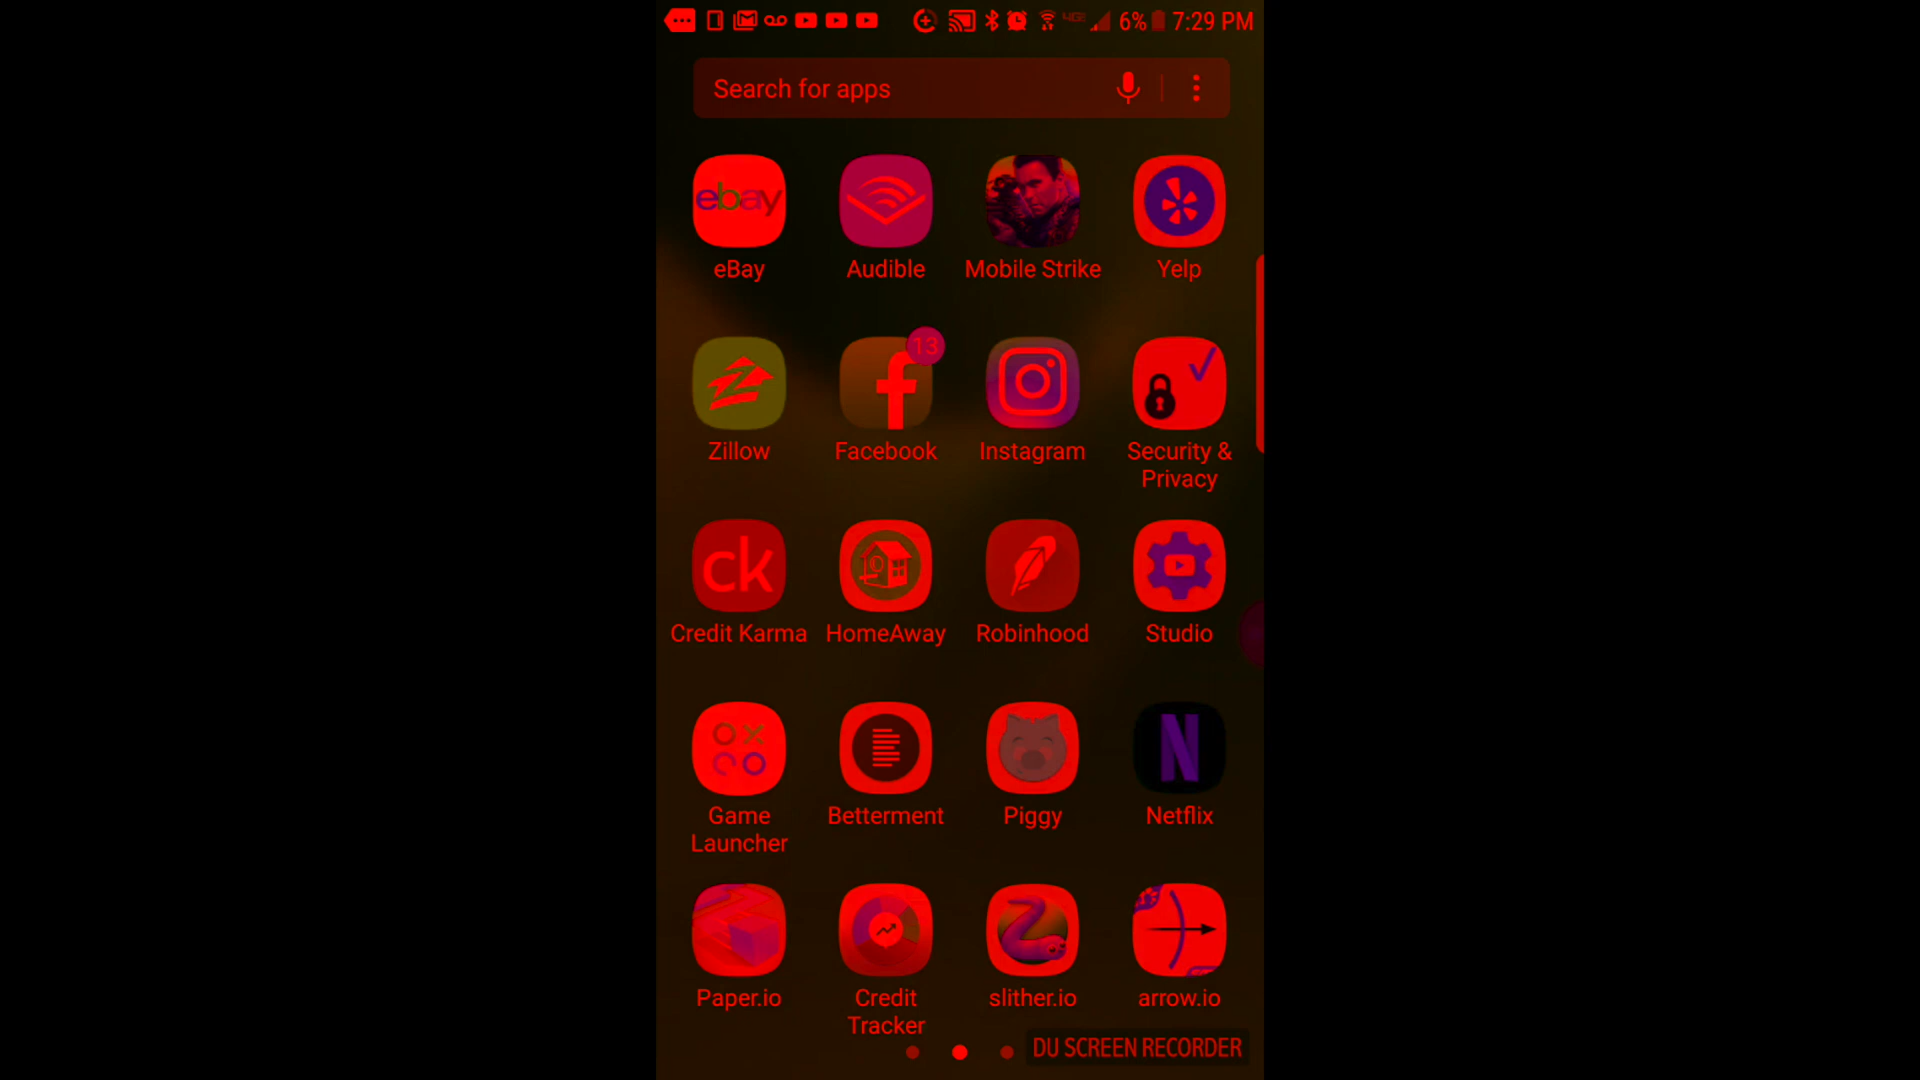 4GE 6% 7:29 PM
Search for apps
ebay
eBay Audible Mobile Strike Yelp
13
Zillow Facebook Instagram Security &
Privacy
ck
Credit Karma HomeAway Robinhood Studio
N
Game Betterment Piggy Netflix
Launcher
Paper.io Credit slither.io arrow.io
Tracker
DU SCREEN RECORDER